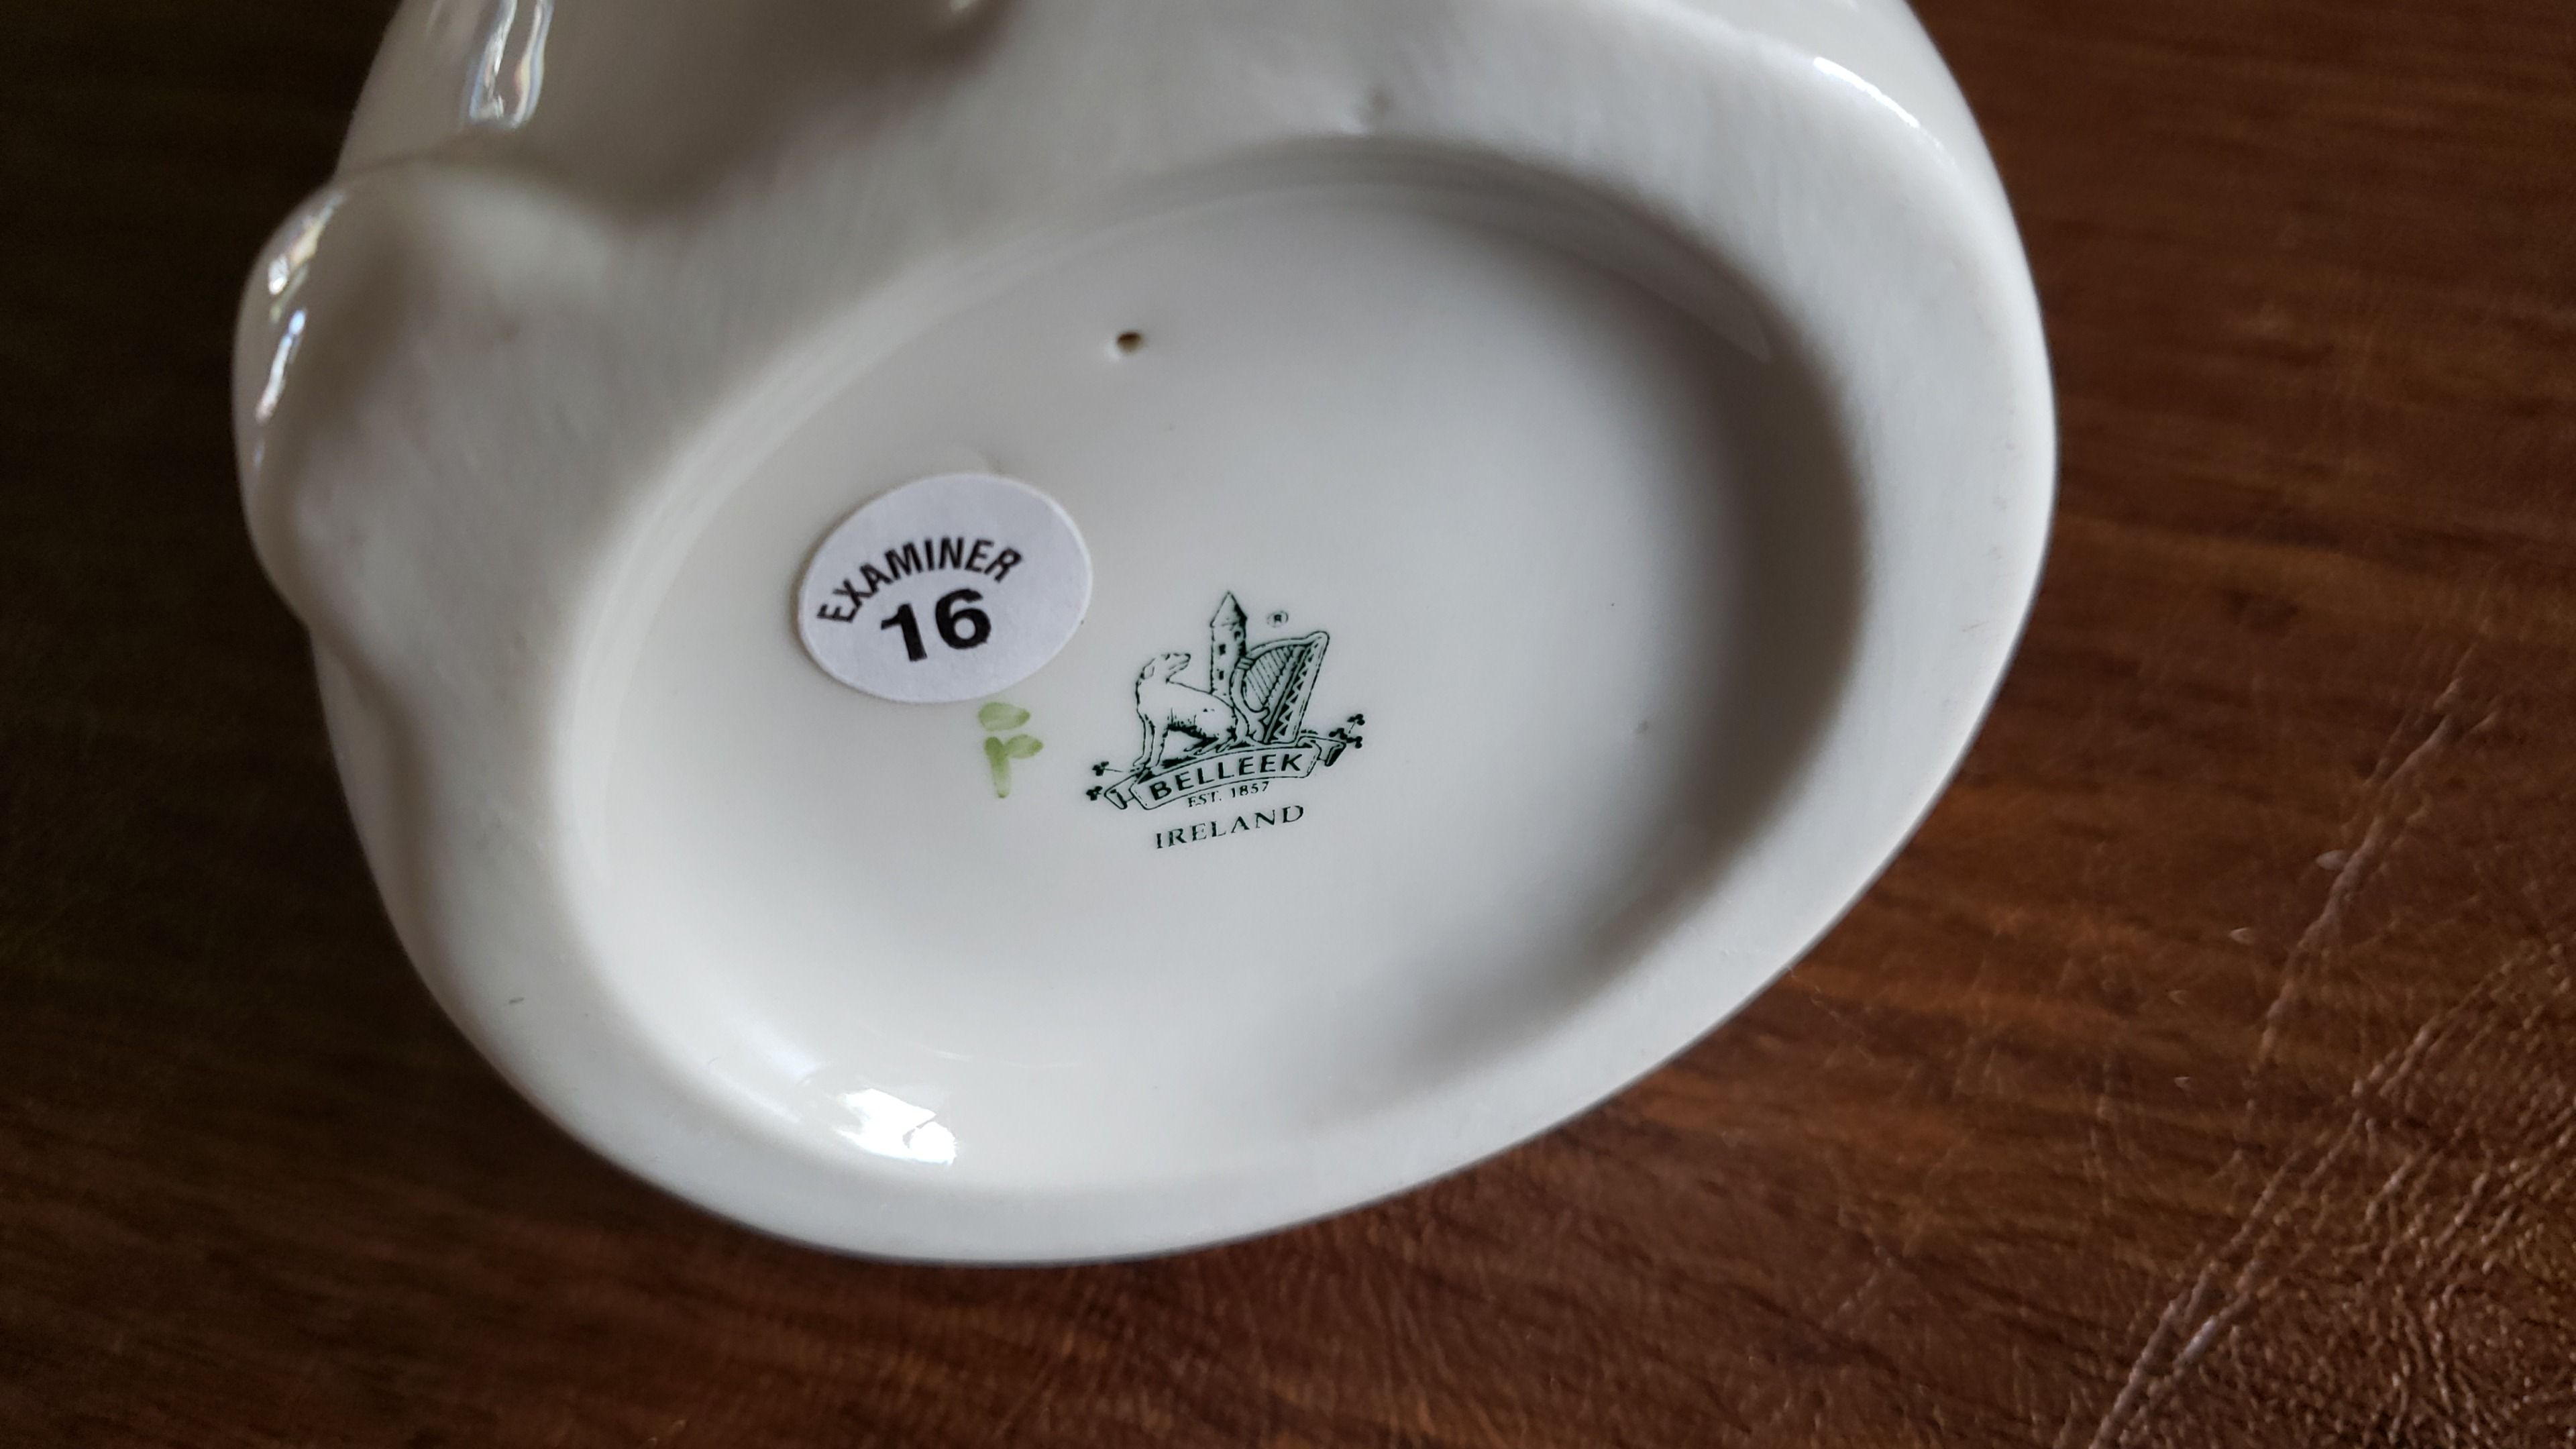 EXAMINER
16
®
BELLEEK
EST. 1857
IRELAND